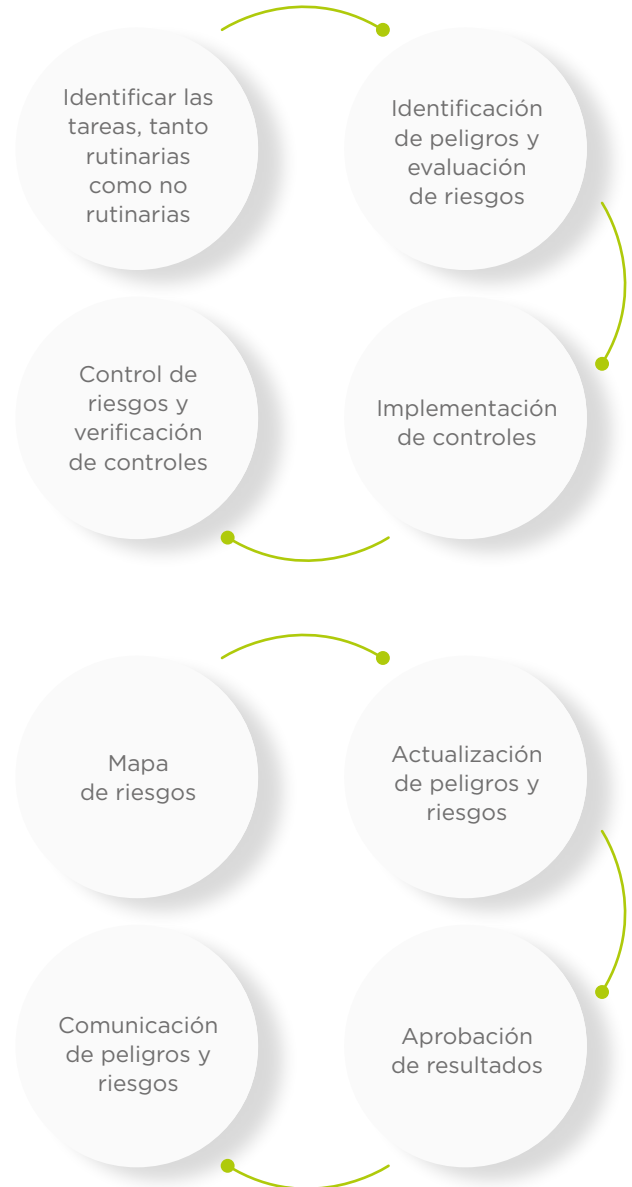 Identificar las
tareas, tanto
rutinarias
como no
rutinarias
Identificación
de peligros y
evaluación
de riesgos
Implementación
de controles
Control de
riesgos y
verificación
de controles
Mapa
de riesgos
Actualización
de peligros y
riesgos
Aprobación
de resultados
Comunicación
de peligros y
riesgos